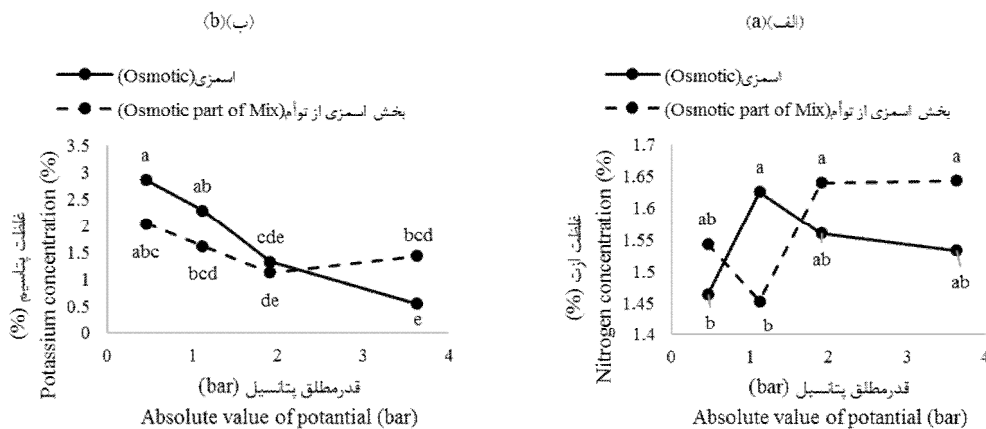 (b)(ب)
(Osmotic)اسمزی
(Osmotic part of Mix)بخش اسمزی از توأم
غلظت پتاسیم (%)
Potassium concentration (%)
3.5
3
2.5
2
1.5
1
0.5
0
a
ab
cde
bcd
abc
bcd
de
e
0
1
2
3
4
قدرمطلق پتانسیل (bar)
Absolute value of potantial (bar)
(a)(الف)
(Osmotic)اسمزی
(Osmotic part of Mix)بخش اسمزی از توأم
غلظت ازت (%)
Nitrogen concentration (%)
1.7
1.65
1.6
1.55
1.5
1.45
1.4
a
a
a
ab
ab
ab
b
b
0
1
2
3
4
قدرمطلق پتانسیل (bar)
Absolute value of potantial (bar)